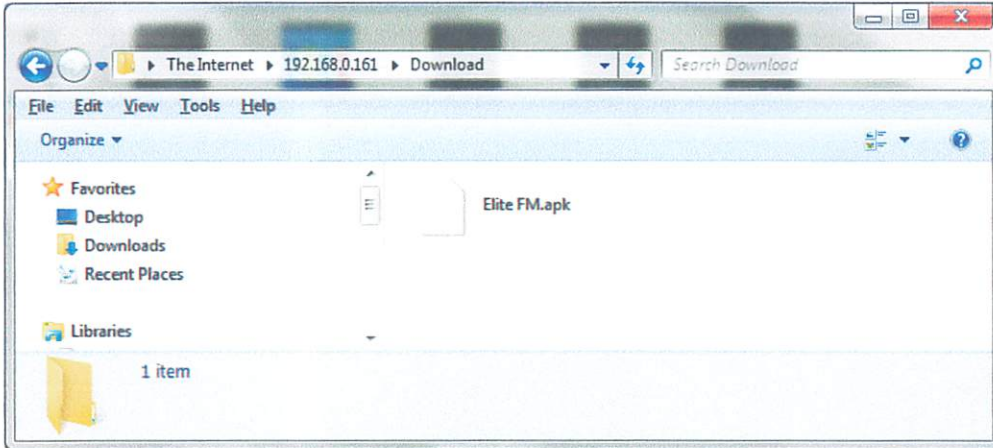 The Internet ▸ 192.168.0.161 ▸ Download
Search Download
File Edit View Tools Help
Organize
Favorites
Desktop
Downloads
Recent Places
Libraries
Elite FM.apk
1 item